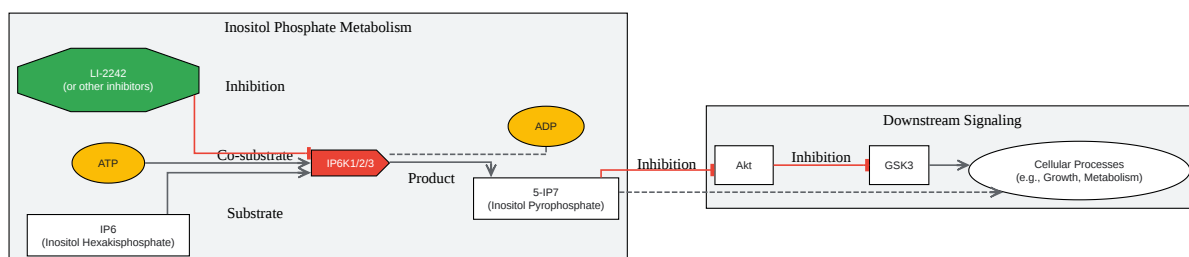 Inositol Phosphate Metabolism
LI-2242
(or other inhibitors)
Inhibition
ADP
ATP
Co-substrate
IP6K1/2/3
Product
5-IP7
(Inositol Pyrophosphate)
Substrate
IP6
(Inositol Hexakisphosphate)
Inhibition
Downstream Signaling
Akt
Inhibition
GSK3
Cellular Processes
(e.g., Growth, Metabolism)